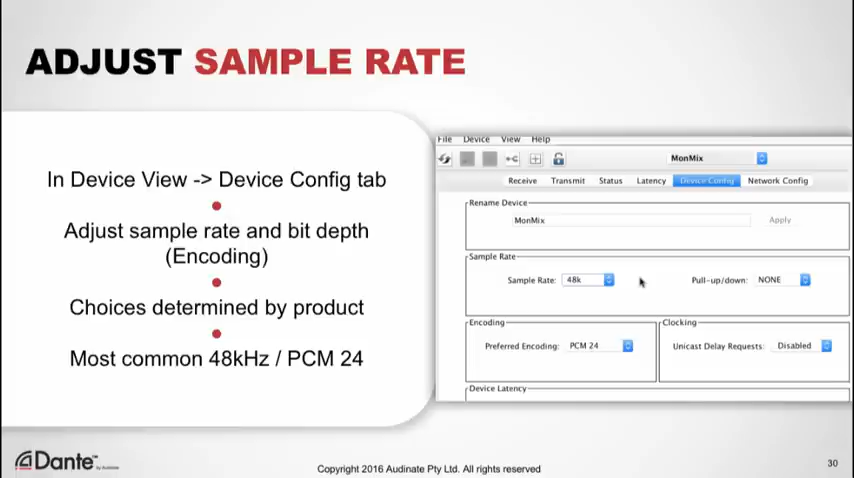 ADJUST SAMPLE RATE
In Device View -> Device Config tab
Adjust sample rate and bit depth
(Encoding)
Choices determined by product
Most common 48kHz / PCM 24
File Device View Help
MonMix
Receive Transmit Status Latency Device Config Network Config
Rename Device
MonMix Apply
Sample Rate
Sample Rate: 48k Pull-up/down: NONE
Encoding Clocking
Preferred Encoding: PCM 24 Unicast Delay Requests: Disabled
Device Latency
Dante™ by Audinate
Copyright 2016 Audinate Pty Ltd. All rights reserved
30